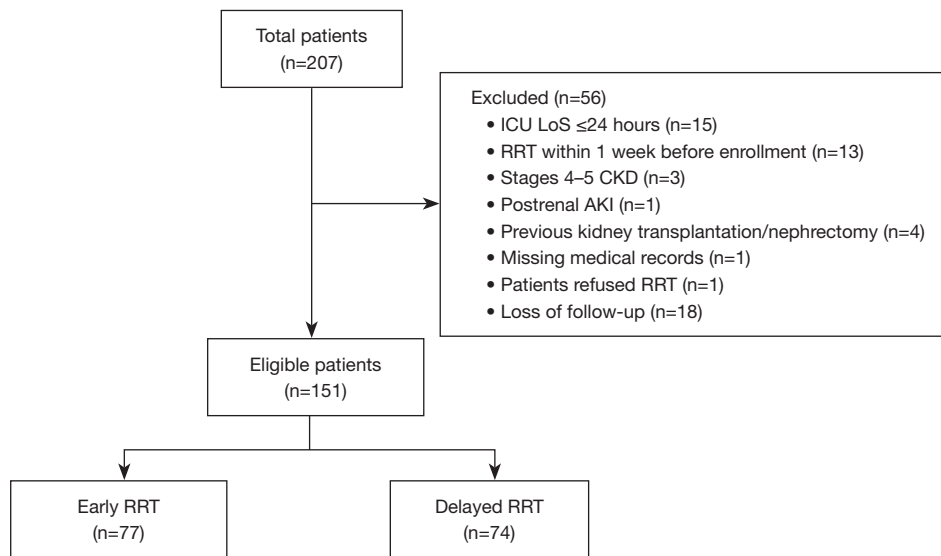 Total patients
(n=207)
Excluded (n=56)
• ICU LoS ≤24 hours (n=15)
• RRT within 1 week before enrollment (n=13)
• Stages 4–5 CKD (n=3)
• Postrenal AKI (n=1)
• Previous kidney transplantation/nephrectomy (n=4)
• Missing medical records (n=1)
• Patients refused RRT (n=1)
• Loss of follow-up (n=18)
Eligible patients
(n=151)
Early RRT
(n=77)
Delayed RRT
(n=74)